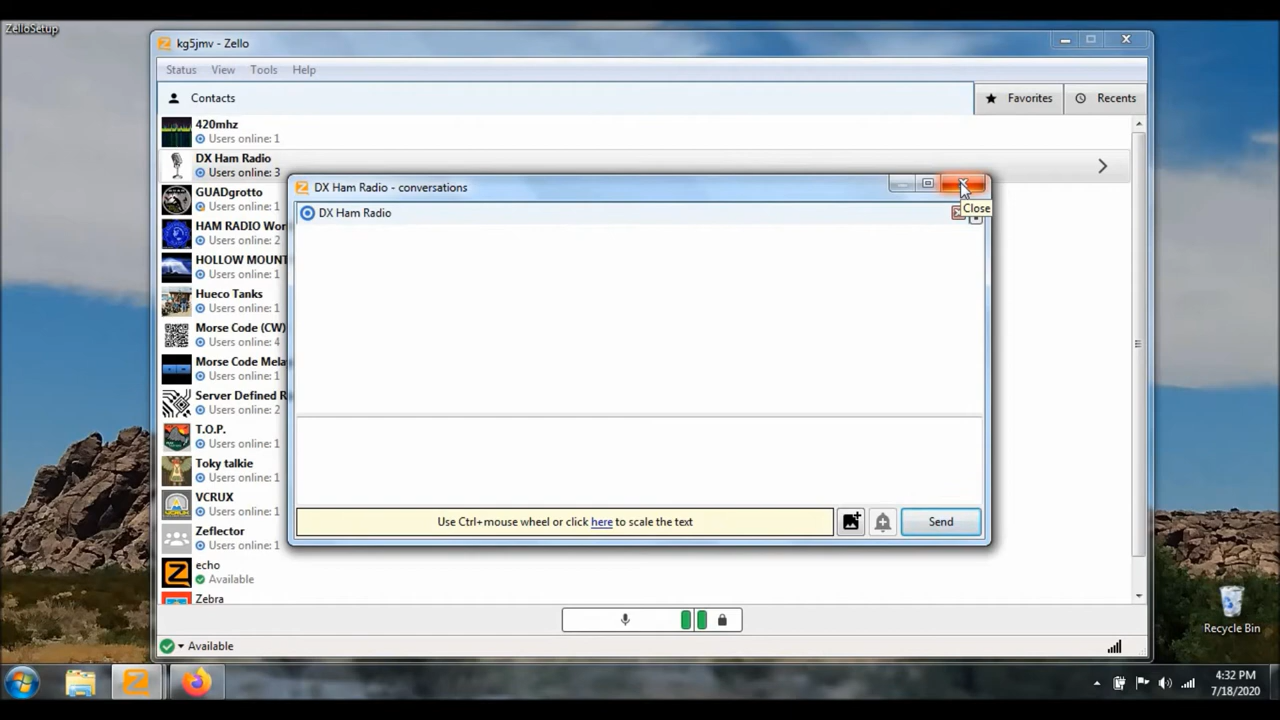 ZelloSetup
kg5jmv - Zello
Status View Tools Help
Contacts
Favorites
Recents
420mhz
Users online: 1
DX Ham Radio
Users online: 3
GUADgrotto
Users online: 1
HAM RADIO Wor
Users online: 2
HOLLOW MOUNT
Users online: 1
Hueco Tanks
Users online: 1
Morse Code (CW)
Users online: 4
Morse Code Mela
Users online: 1
Server Defined R
Users online: 2
T.O.P.
Users online: 1
Toky talkie
Users online: 1
VCRUX
Users online: 1
Zeflector
Users online: 1
echo
Available
Zebra
DX Ham Radio - conversations
Close
DX Ham Radio
Use Ctrl+mouse wheel or click here to scale the text
Send
Available
Recycle Bin
4:32 PM
7/18/2020